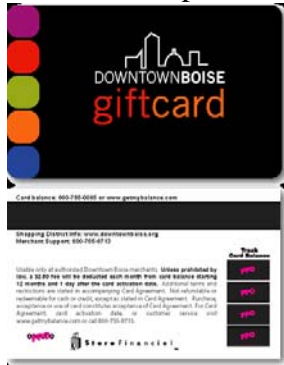 DOWNTOWNBOISE
giftcard
Card balance: 800-755-0085 or www.getmybalance.com
Shopping District Info: www.downtownboise.org
Merchant Support: 800-755-8713
Track
Card Balance
Usable only at authorized Downtown Boise merchants. Unless prohibited by
law, a $2.00 fee will be deducted each month from card balance starting
12 months and 1 day after the card activation date. Additional terms and
restrictions are stated in accompanying Card Agreement. Not refundable or
redeemable for cash or credit, except as stated in Card Agreement. Purchase,
acceptance or use of card constitutes acceptance of Card Agreement. For Card
Agreement, card activation date, or customer service visit
www.getmybalance.com or call 800-755-8713.
StoreFinancial